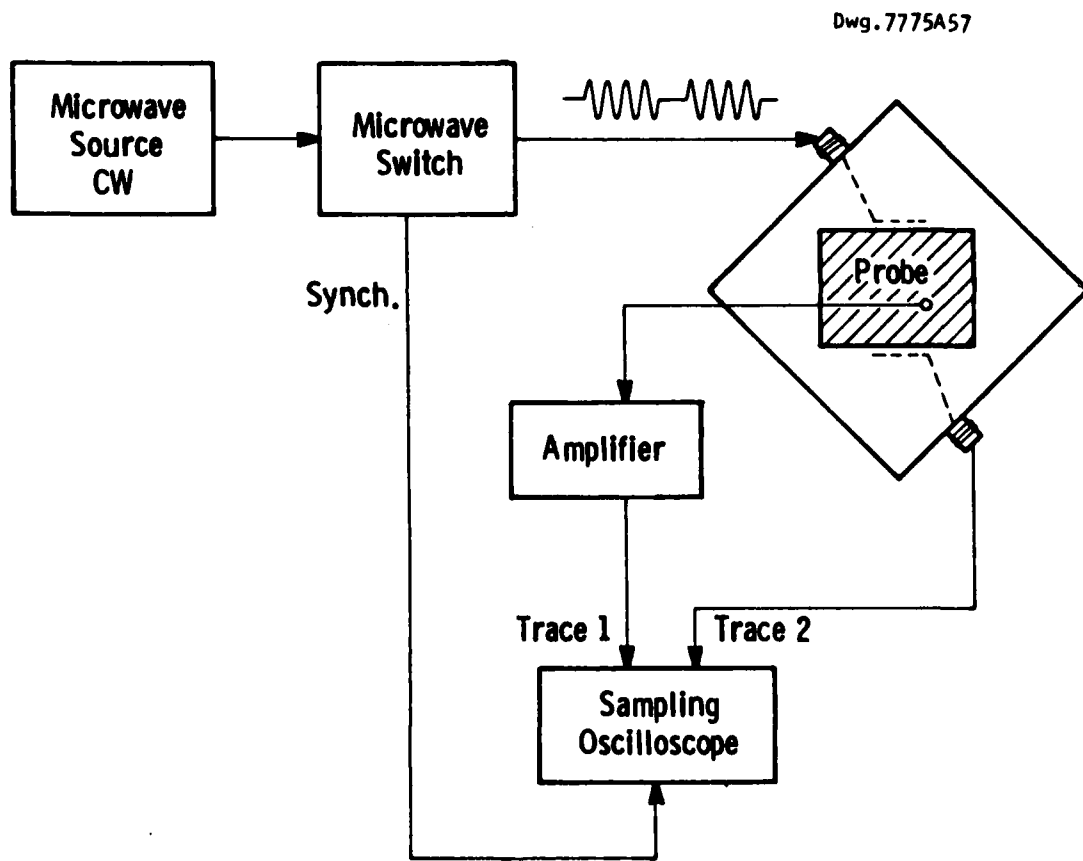 Dwg.7775A57
Microwave
Source
CW
Microwave
Switch
Probe
Synch.
Amplifier
Trace 1
Trace 2
Sampling
Oscilloscope